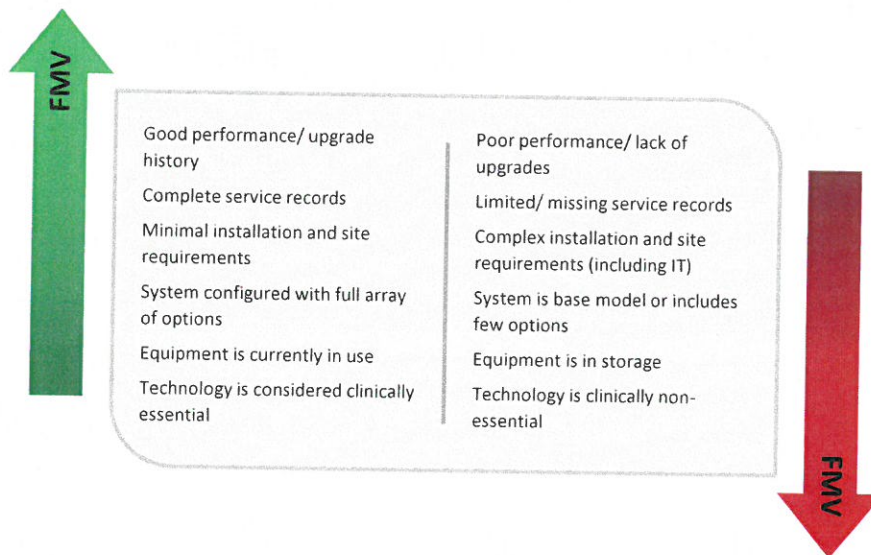 FMV
Good performance/ upgrade
history
Complete service records
Minimal installation and site
requirements
System configured with full array
of options
Equipment is currently in use
Technology is considered clinically
essential
Poor performance/ lack of
upgrades
Limited/ missing service records
Complex installation and site
requirements (including IT)
System is base model or includes
few options
Equipment is in storage
Technology is clinically non-
essential
FMV